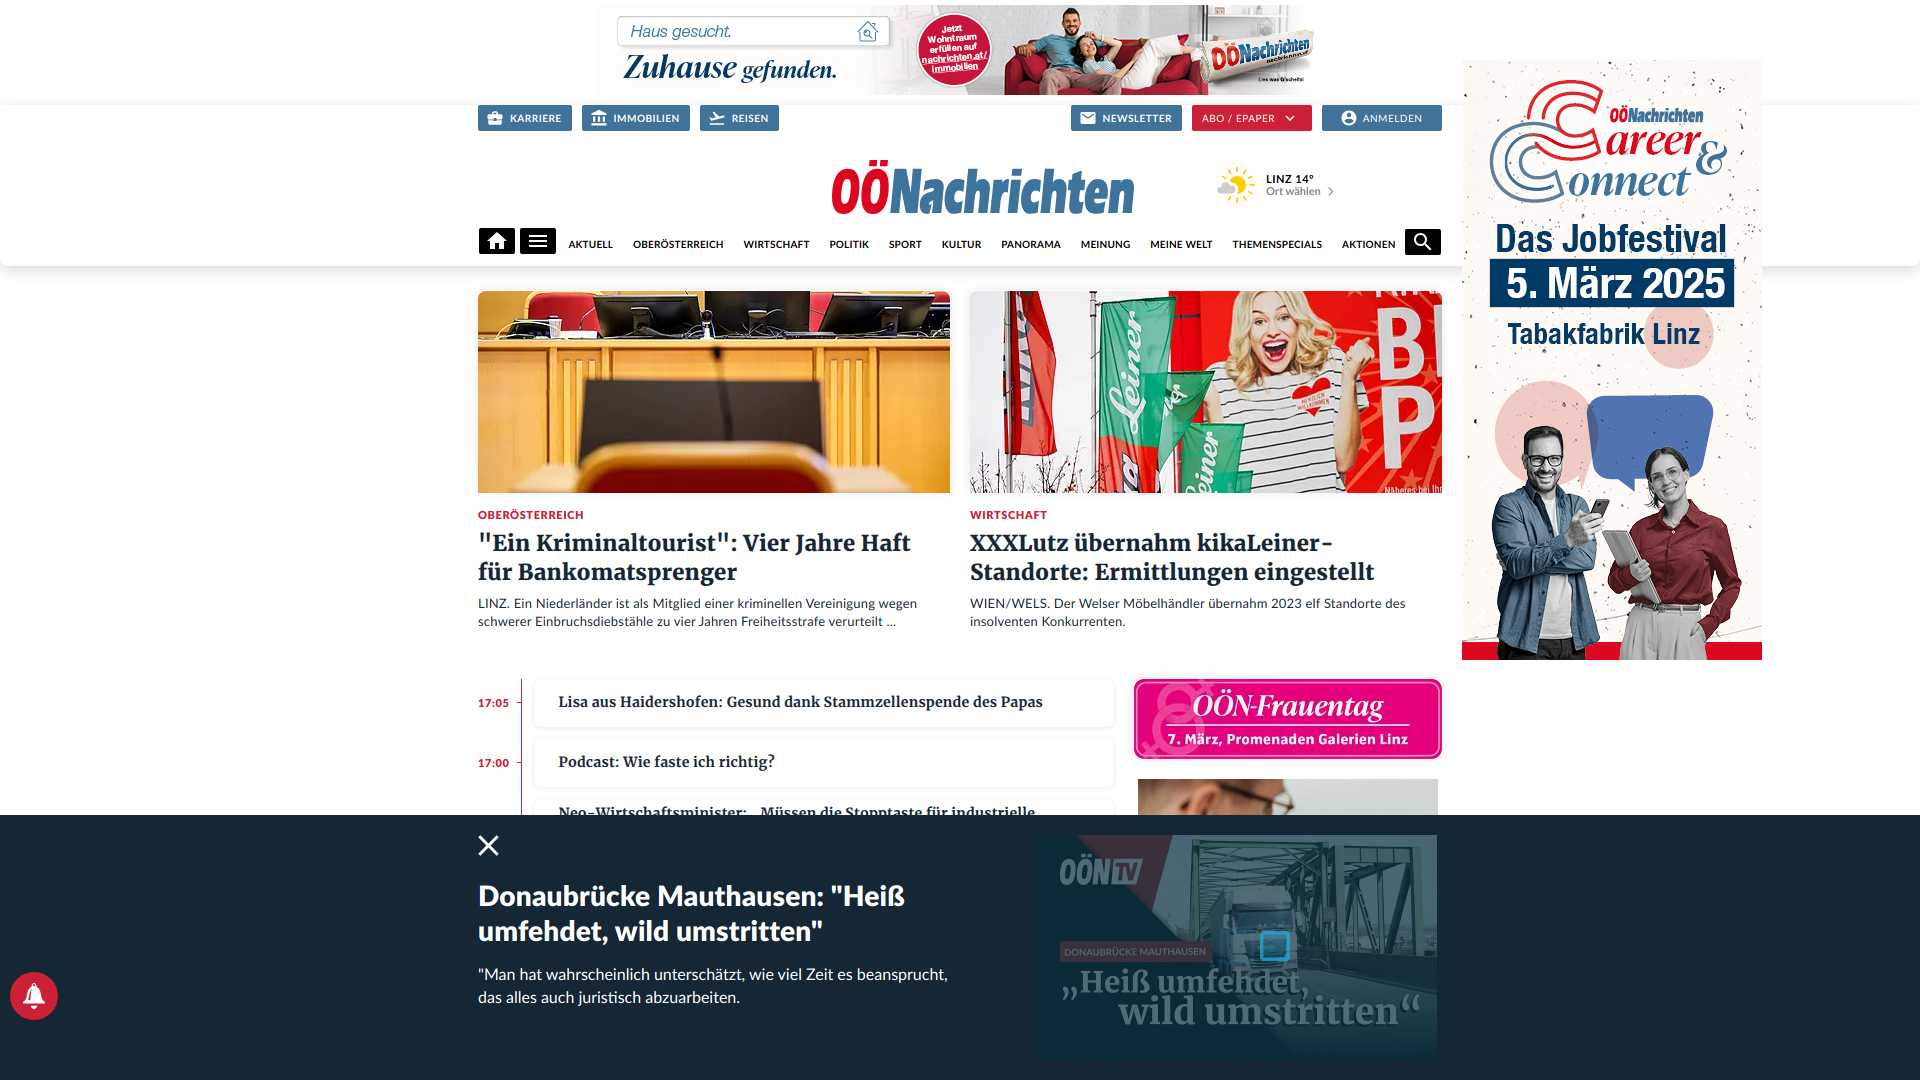 Haus gesucht.
Zuhause gefunden.
Jetzt
Wohntraum
erfüllen auf
nachrichten.at/
immobilien
OÖNachrichten
Lies was G'scheits!
KARRIERE
IMMOBILIEN
REISEN
NEWSLETTER
ABO / EPAPER
ANMELDEN
OÖNachrichten
LINZ 14°
Ort wählen
AKTUELL
OBERÖSTERREICH
WIRTSCHAFT
POLITIK
SPORT
KULTUR
PANORAMA
MEINUNG
MEINE WELT
THEMENSPECIALS
AKTIONEN
OÖNachrichten
Career &
Connect
Das Jobfestival
5. März 2025
Tabakfabrik Linz
Leiner
Leiner
B
P
OBERÖSTERREICH
"Ein Kriminaltourist": Vier Jahre Haft
für Bankomatsprenger
LINZ. Ein Niederländer ist als Mitglied einer kriminellen Vereinigung wegen
schwerer Einbruchsdiebstähle zu vier Jahren Freiheitsstrafe verurteilt ...
WIRTSCHAFT
XXXLutz übernahm kikaLeiner-
Standorte: Ermittlungen eingestellt
WIEN/WELS. Der Welser Möbelhändler übernahm 2023 elf Standorte des
insolventen Konkurrenten.
17:05
Lisa aus Haidershofen: Gesund dank Stammzellenspende des Papas
17:00
Podcast: Wie faste ich richtig?
Neo-Wirtschaftsminister: „Müssen die Stopptaste für industrielle
OÖN-Frauentag
7. März, Promenaden Galerien Linz
Donaubrücke Mauthausen: "Heiß
umfehdet, wild umstritten"
"Man hat wahrscheinlich unterschätzt, wie viel Zeit es beansprucht,
das alles auch juristisch abzuarbeiten.
OÖN TV
DONAUBRÜCKE MAUTHAUSEN
„Heiß umfehdet,
wild umstritten“